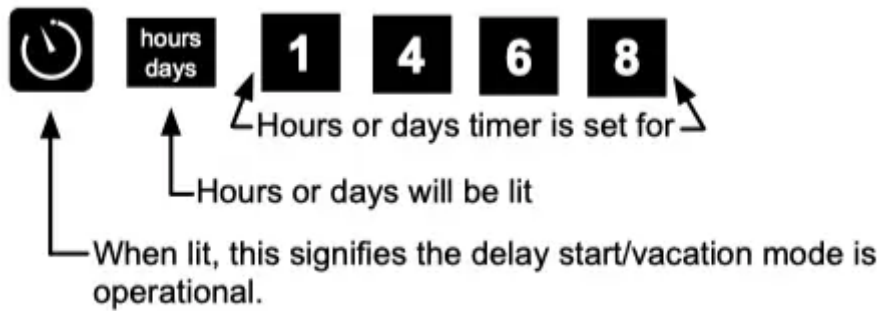 hours
days
1 4 6 8
Hours or days timer is set for
Hours or days will be lit
When lit, this signifies the delay start/vacation mode is
operational.